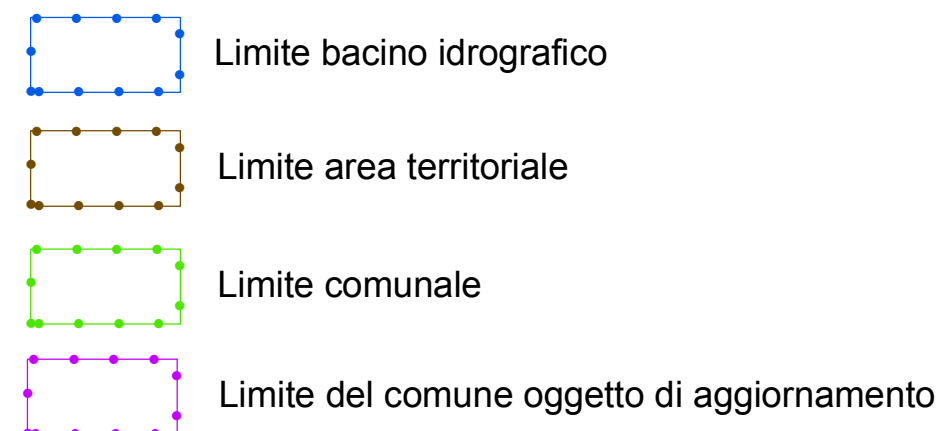 Limite bacino idrografico
Limite area territoriale
Limite comunale
Limite del comune oggetto di aggiornamento